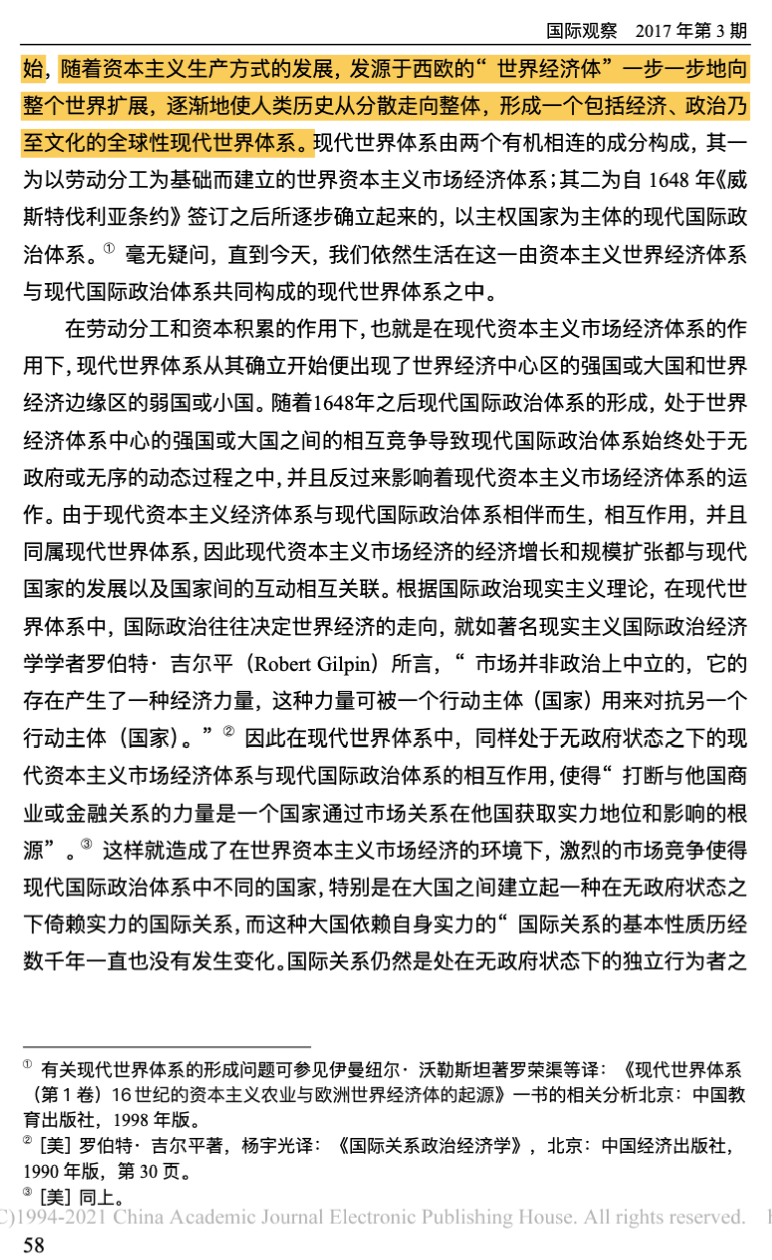 国际观察 2017 年第 3 期
始，随着资本主义生产方式的发展，发源于西欧的“世界经济体”一步一步地向
整个世界扩展，逐渐地使人类历史从分散走向整体，形成一个包括经济、政治乃
至文化的全球性现代世界体系。现代世界体系由两个有机相连的成分构成，其一
为以劳动分工为基础而建立的世界资本主义市场经济体系；其二为自 1648 年《威
斯特伐利亚条约》签订之后所逐步确立起来的，以主权国家为主体的现代国际政
治体系。① 毫无疑问，直到今天，我们依然生活在这一由资本主义世界经济体系
与现代国际政治体系共同构成的现代世界体系之中。
在劳动分工和资本积累的作用下，也就是在现代资本主义市场经济体系的作
用下，现代世界体系从其确立开始便出现了世界经济中心区的强国或大国和世界
经济边缘区的弱国或小国。随着1648年之后现代国际政治体系的形成，处于世界
经济体系中心的强国或大国之间的相互竞争导致现代国际政治体系始终处于无
政府或无序的动态过程之中，并且反过来影响着现代资本主义市场经济体系的运
作。由于现代资本主义经济体系与现代国际政治体系相伴而生，相互作用，并且
同属现代世界体系，因此现代资本主义市场经济的经济增长和规模扩张都与现代
国家的发展以及国家间的互动相互关联。根据国际政治现实主义理论，在现代世
界体系中，国际政治往往决定世界经济的走向，就如著名现实主义国际政治经济
学学者罗伯特·吉尔平（Robert Gilpin）所言，“市场并非政治上中立的，它的
存在产生了一种经济力量，这种力量可被一个行动主体（国家）用来对抗另一个
行动主体（国家）。”② 因此在现代世界体系中，同样处于无政府状态之下的现
代资本主义市场经济体系与现代国际政治体系的相互作用，使得“打断与他国商
业或金融关系的力量是一个国家通过市场关系在他国获取实力地位和影响的根
源”。③ 这样就造成了在世界资本主义市场经济的环境下，激烈的市场竞争使得
现代国际政治体系中不同的国家，特别是在大国之间建立起一种在无政府状态之
下倚赖实力的国际关系，而这种大国依赖自身实力的“国际关系的基本性质历经
数千年一直也没有发生变化。国际关系仍然是处在无政府状态下的独立行为者之
① 有关现代世界体系的形成问题可参见伊曼纽尔·沃勒斯坦著罗荣渠等译：《现代世界体系
（第 1 卷）16 世纪的资本主义农业与欧洲世界经济体的起源》一书的相关分析北京：中国教
育出版社，1998 年版。
② [美] 罗伯特·吉尔平著，杨宇光译：《国际关系政治经济学》，北京：中国经济出版社，
1990 年版，第 30 页。
③ [美] 同上。
C)1994-2021 China Academic Journal Electronic Publishing House. All rights reserved.
58